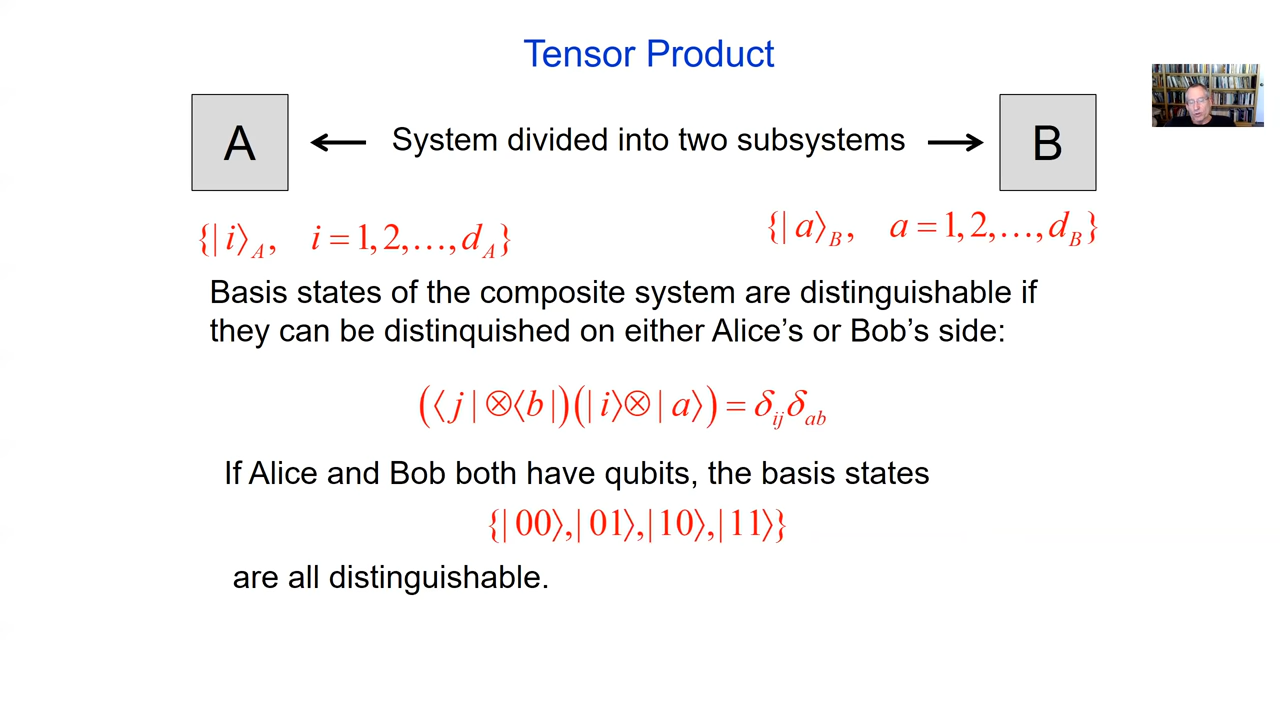 Tensor Product
A ← System divided into two subsystems → B
{| i⟩_A, i = 1, 2, …, d_A} {| a⟩_B, a = 1, 2, …, d_B}
Basis states of the composite system are distinguishable if
they can be distinquished on either Alice’s or Bob’s side:
(⟨ j | ⊗⟨b |)(| i⟩⊗ | a⟩) = δ_ij δ_ab
If Alice and Bob both have qubits, the basis states
{| 00⟩,| 01⟩,| 10⟩,| 11⟩}
are all distinguishable.